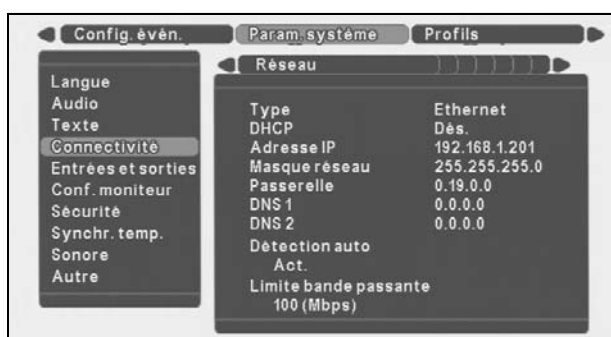 Config. évén. Param. système Profils
Réseau
Langue
Audio
Texte
Connectivité
Entrées et sorties
Conf. moniteur
Sécurité
Synchr. temp.
Sonore
Autre
Type Ethernet
DHCP Dés.
Adresse IP 192.168.1.201
Masque réseau 255.255.255.0
Passerelle 0.19.0.0
DNS 1 0.0.0.0
DNS 2 0.0.0.0
Détection auto
Act.
Limite bande passante
100 (Mbps)